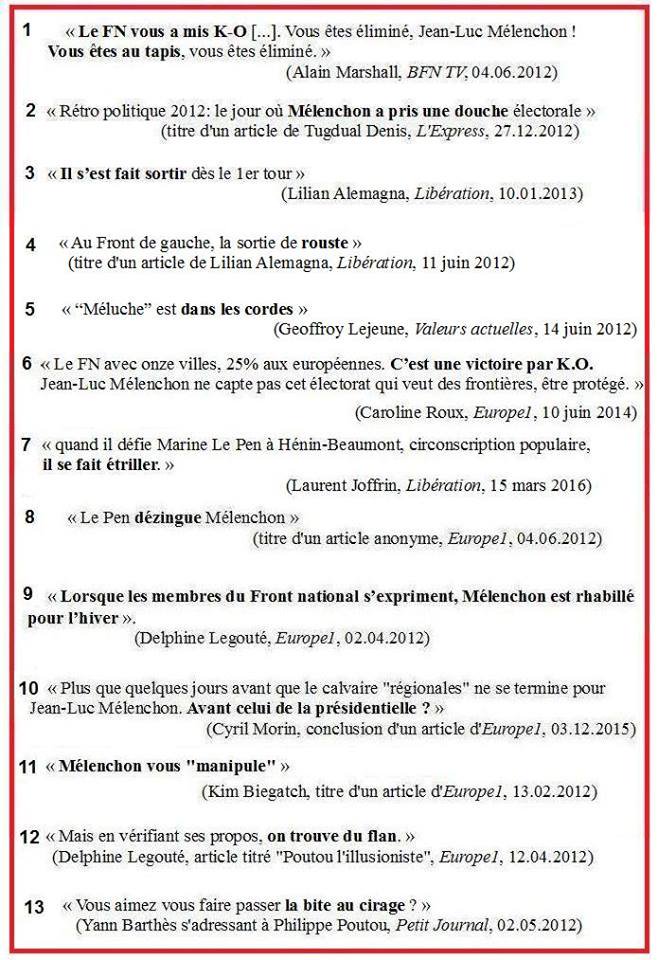 1 « Le FN vous a mis K-O [...]. Vous êtes éliminé, Jean-Luc Mélenchon !
Vous êtes au tapis, vous êtes éliminé. »
(Alain Marshall, BFN TV, 04.06.2012)
2 « Rétro politique 2012: le jour où Mélenchon a pris une douche électorale »
(titre d'un article de Tugdual Denis, L'Express, 27.12.2012)
3 « Il s’est fait sortir dès le 1er tour »
(Lilian Alemagna, Libération, 10.01.2013)
4 « Au Front de gauche, la sortie de rouste »
(titre d'un article de Lilian Alemagna, Libération, 11 juin 2012)
5 « “Méluche” est dans les cordes »
(Geoffroy Lejeune, Valeurs actuelles, 14 juin 2012)
6 « Le FN avec onze villes, 25% aux européennes. C’est une victoire par K.O.
Jean-Luc Mélenchon ne capte pas cet électorat qui veut des frontières, être protégé. »
(Caroline Roux, Europe1, 10 juin 2014)
7 « quand il défie Marine Le Pen à Hénin-Beaumont, circonscription populaire,
il se fait étriller. »
(Laurent Joffrin, Libération, 15 mars 2016)
8 « Le Pen dézingue Mélenchon »
(titre d'un article anonyme, Europe1, 04.06.2012)
9 « Lorsque les membres du Front national s’expriment, Mélenchon est rhabillé
pour l’hiver ».
(Delphine Legouté, Europe1, 02.04.2012)
10 « Plus que quelques jours avant que le calvaire "régionales" ne se termine pour
Jean-Luc Mélenchon. Avant celui de la présidentielle ? »
(Cyril Morin, conclusion d'un article d'Europe1, 03.12.2015)
11 « Mélenchon vous "manipule" »
(Kim Biegatch, titre d'un article d'Europe1, 13.02.2012)
12 « Mais en vérifiant ses propos, on trouve du flan. »
(Delphine Legouté, article titré "Poutou l'illusioniste", Europe1, 12.04.2012)
13 « Vous aimez vous faire passer la bite au cirage ? »
(Yann Barthès s'adressant à Philippe Poutou, Petit Journal, 02.05.2012)